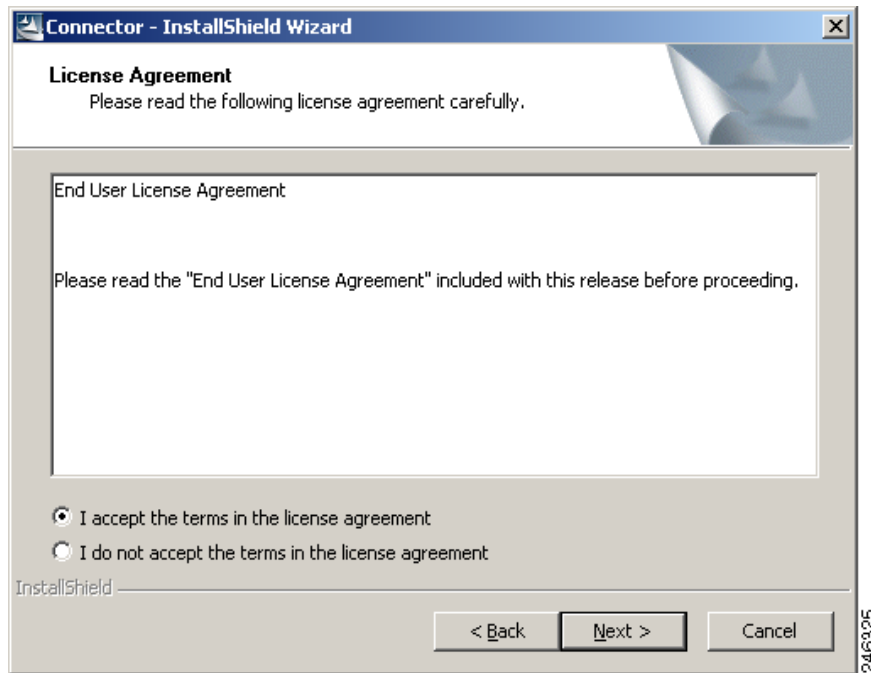 Connector - InstallShield Wizard
License Agreement
Please read the following license agreement carefully.
End User License Agreement
Please read the "End User License Agreement" included with this release before proceeding.
I accept the terms in the license agreement
I do not accept the terms in the license agreement
InstallShield
< Back
Next >
Cancel
246325